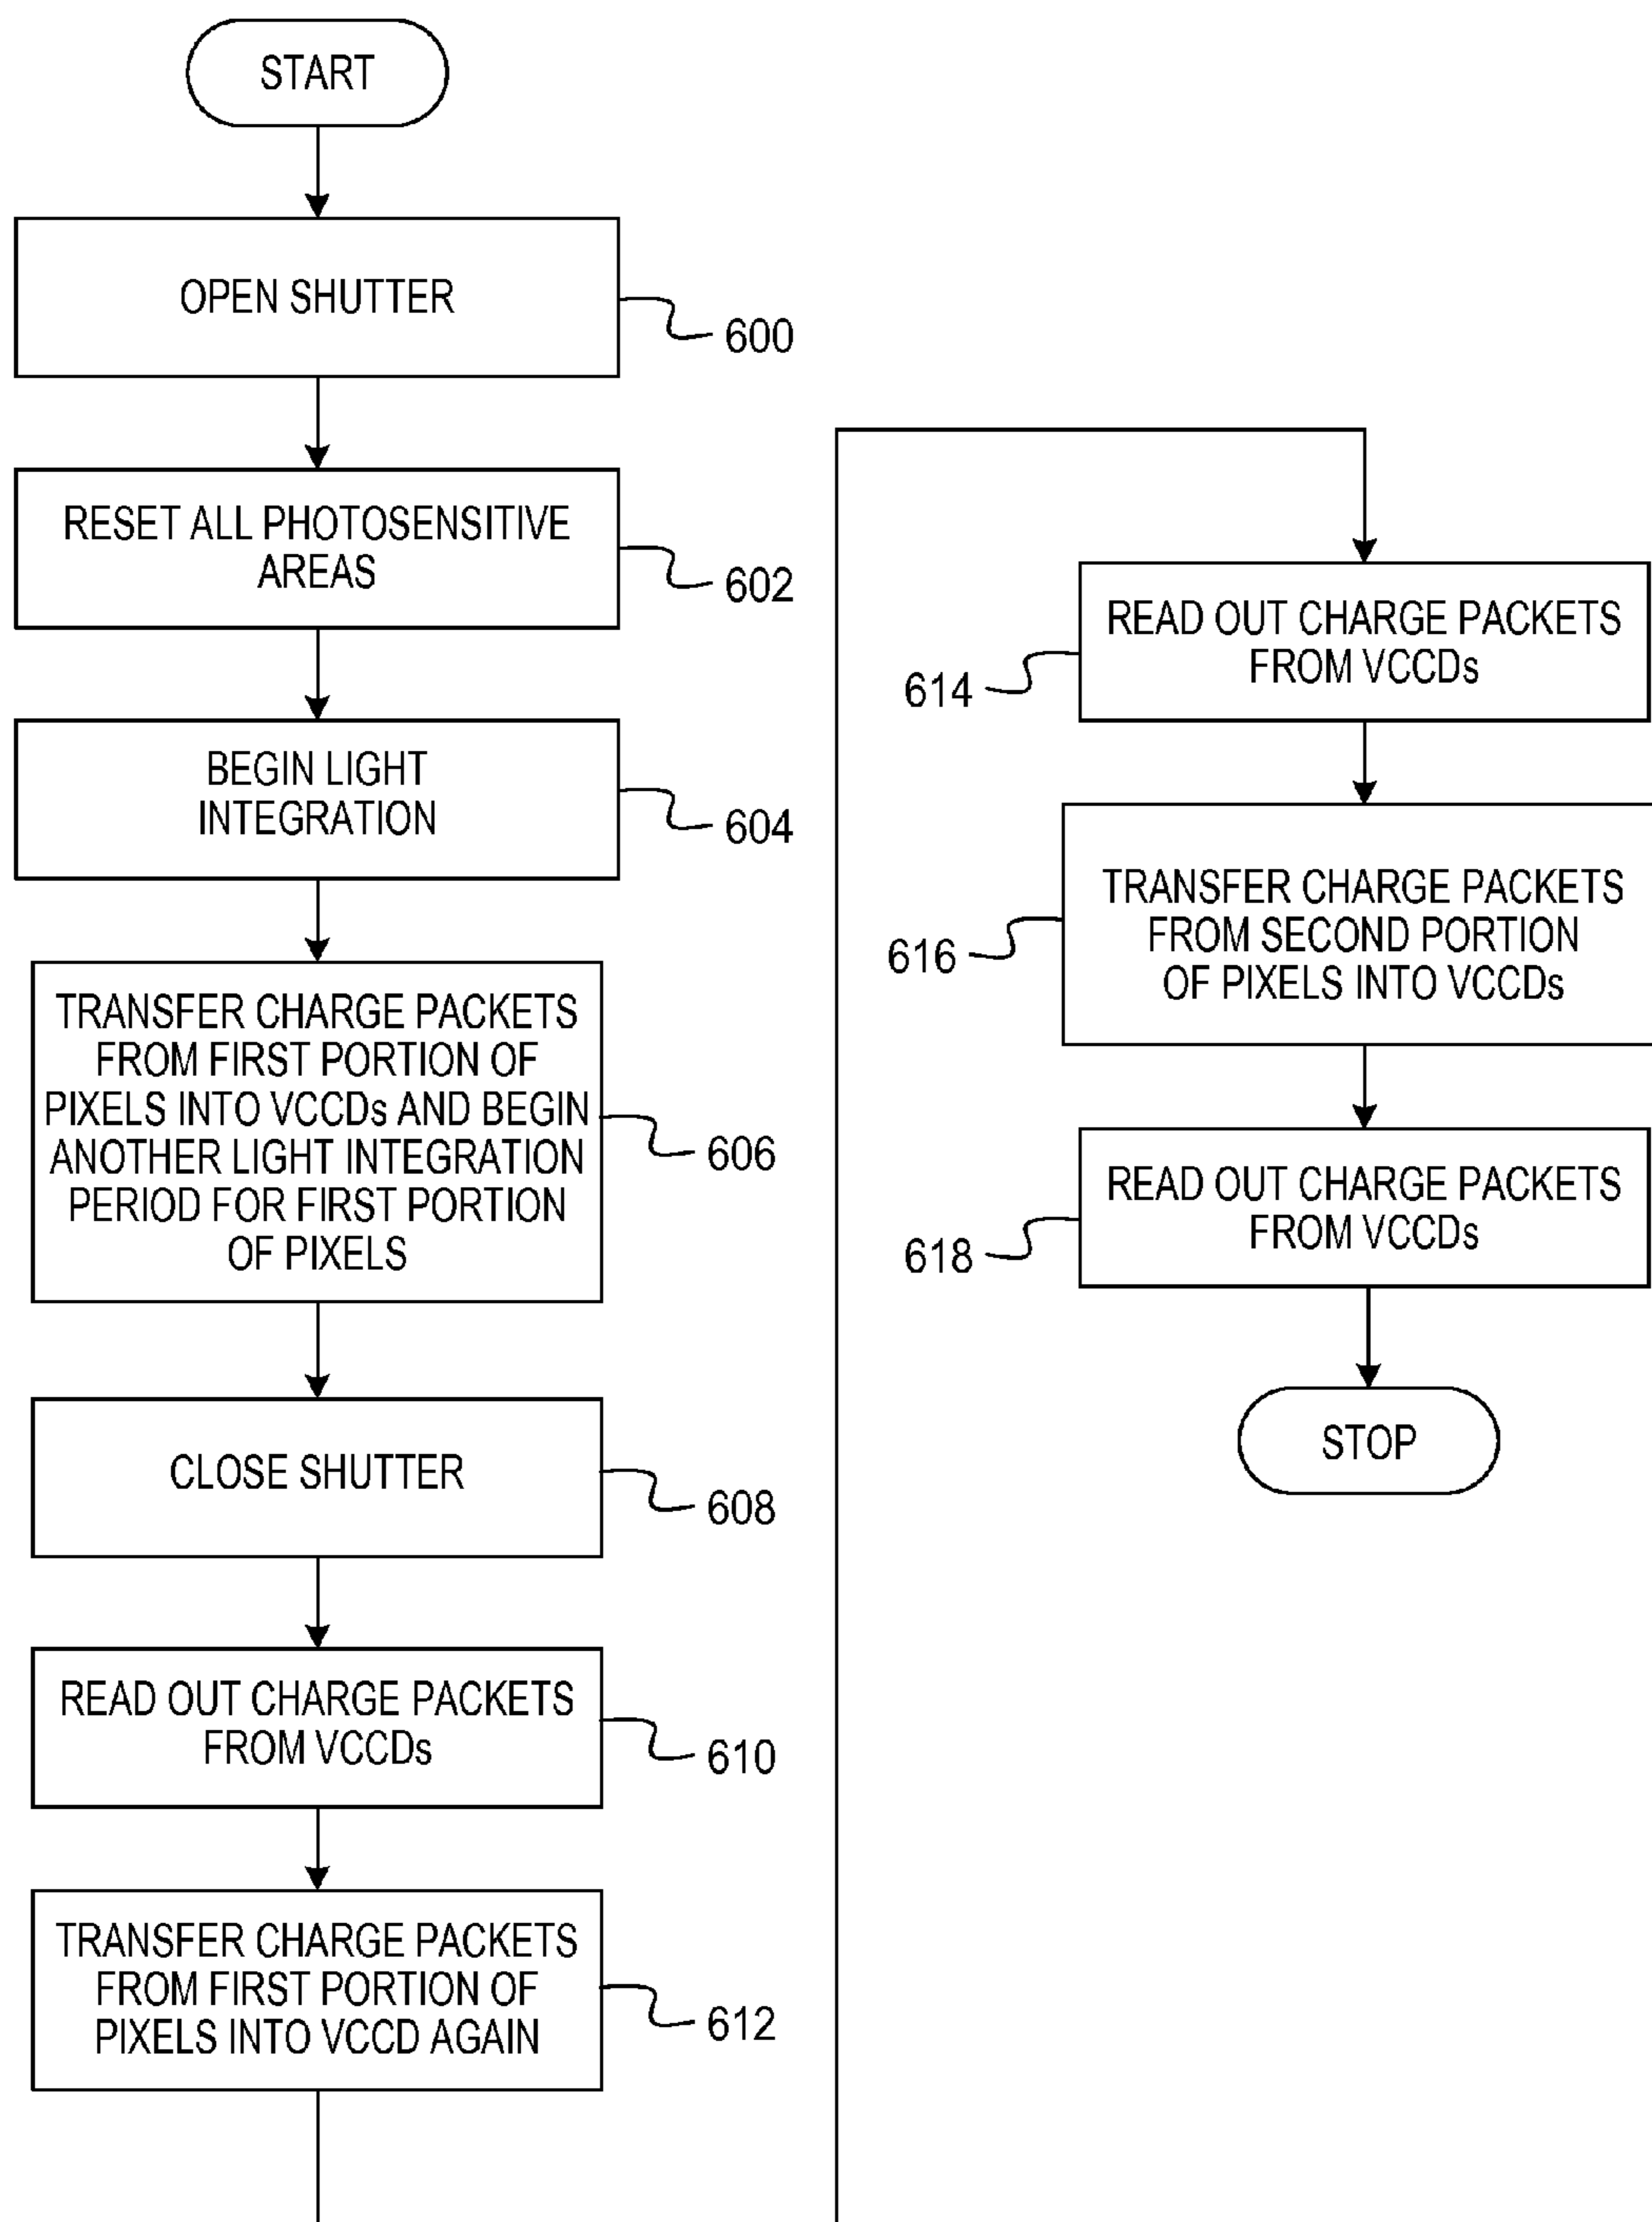 START
OPEN SHUTTER
600
RESET ALL PHOTOSENSITIVE
AREAS
602
BEGIN LIGHT
INTEGRATION
604
TRANSFER CHARGE PACKETS
FROM FIRST PORTION OF
PIXELS INTO VCCDs AND BEGIN
ANOTHER LIGHT INTEGRATION
PERIOD FOR FIRST PORTION
OF PIXELS
606
CLOSE SHUTTER
608
READ OUT CHARGE PACKETS
FROM VCCDs
610
TRANSFER CHARGE PACKETS
FROM FIRST PORTION OF
PIXELS INTO VCCD AGAIN
612
READ OUT CHARGE PACKETS
FROM VCCDs
614
TRANSFER CHARGE PACKETS
FROM SECOND PORTION
OF PIXELS INTO VCCDs
616
READ OUT CHARGE PACKETS
FROM VCCDs
618
STOP